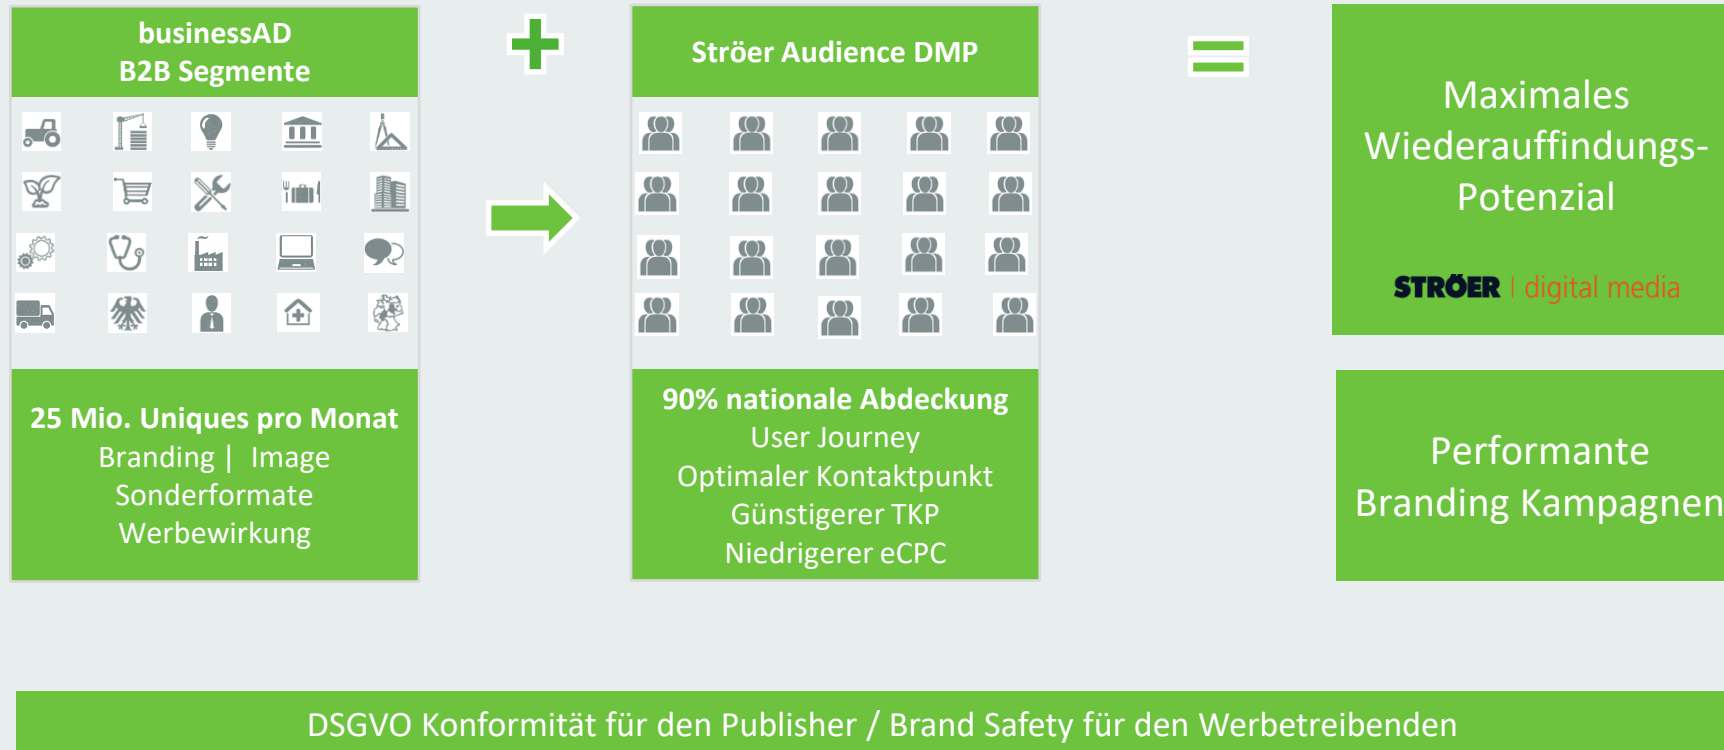 businessAD
B2B Segmente
Ströer Audience DMP
25 Mio. Uniques pro Monat
Branding | Image
Sonderformate
Werbewirkung
90% nationale Abdeckung
User Journey
Optimaler Kontaktpunkt
Günstigerer TKP
Niedrigerer eCPC
Maximales
Wiederauffindungs-
Potenzial
STRÖER | digital media
Performante
Branding Kampagnen
DSGVO Konformität für den Publisher / Brand Safety für den Werbetreibenden